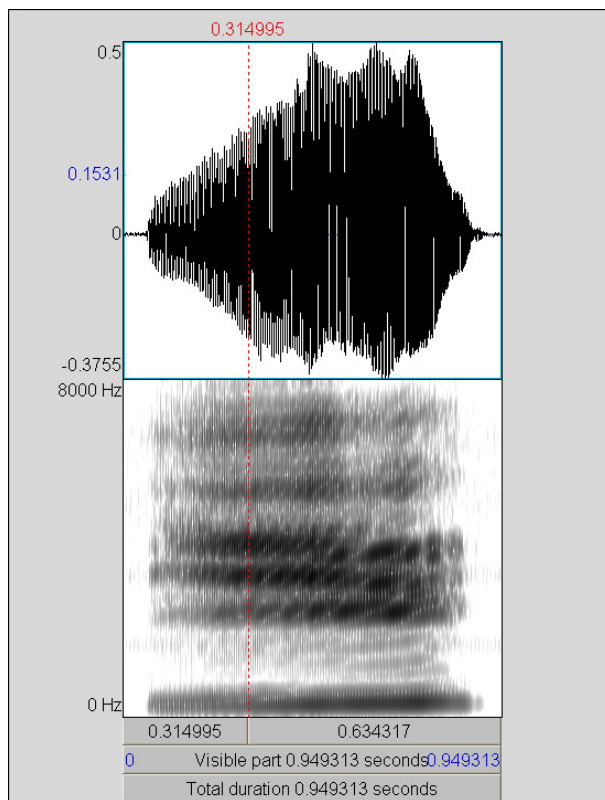 0.314995
0.5
0.1531
0
-0.3755
8000 Hz
0 Hz
0.314995 0.634317
0 Visible part 0.949313 seconds 0.949313
Total duration 0.949313 seconds